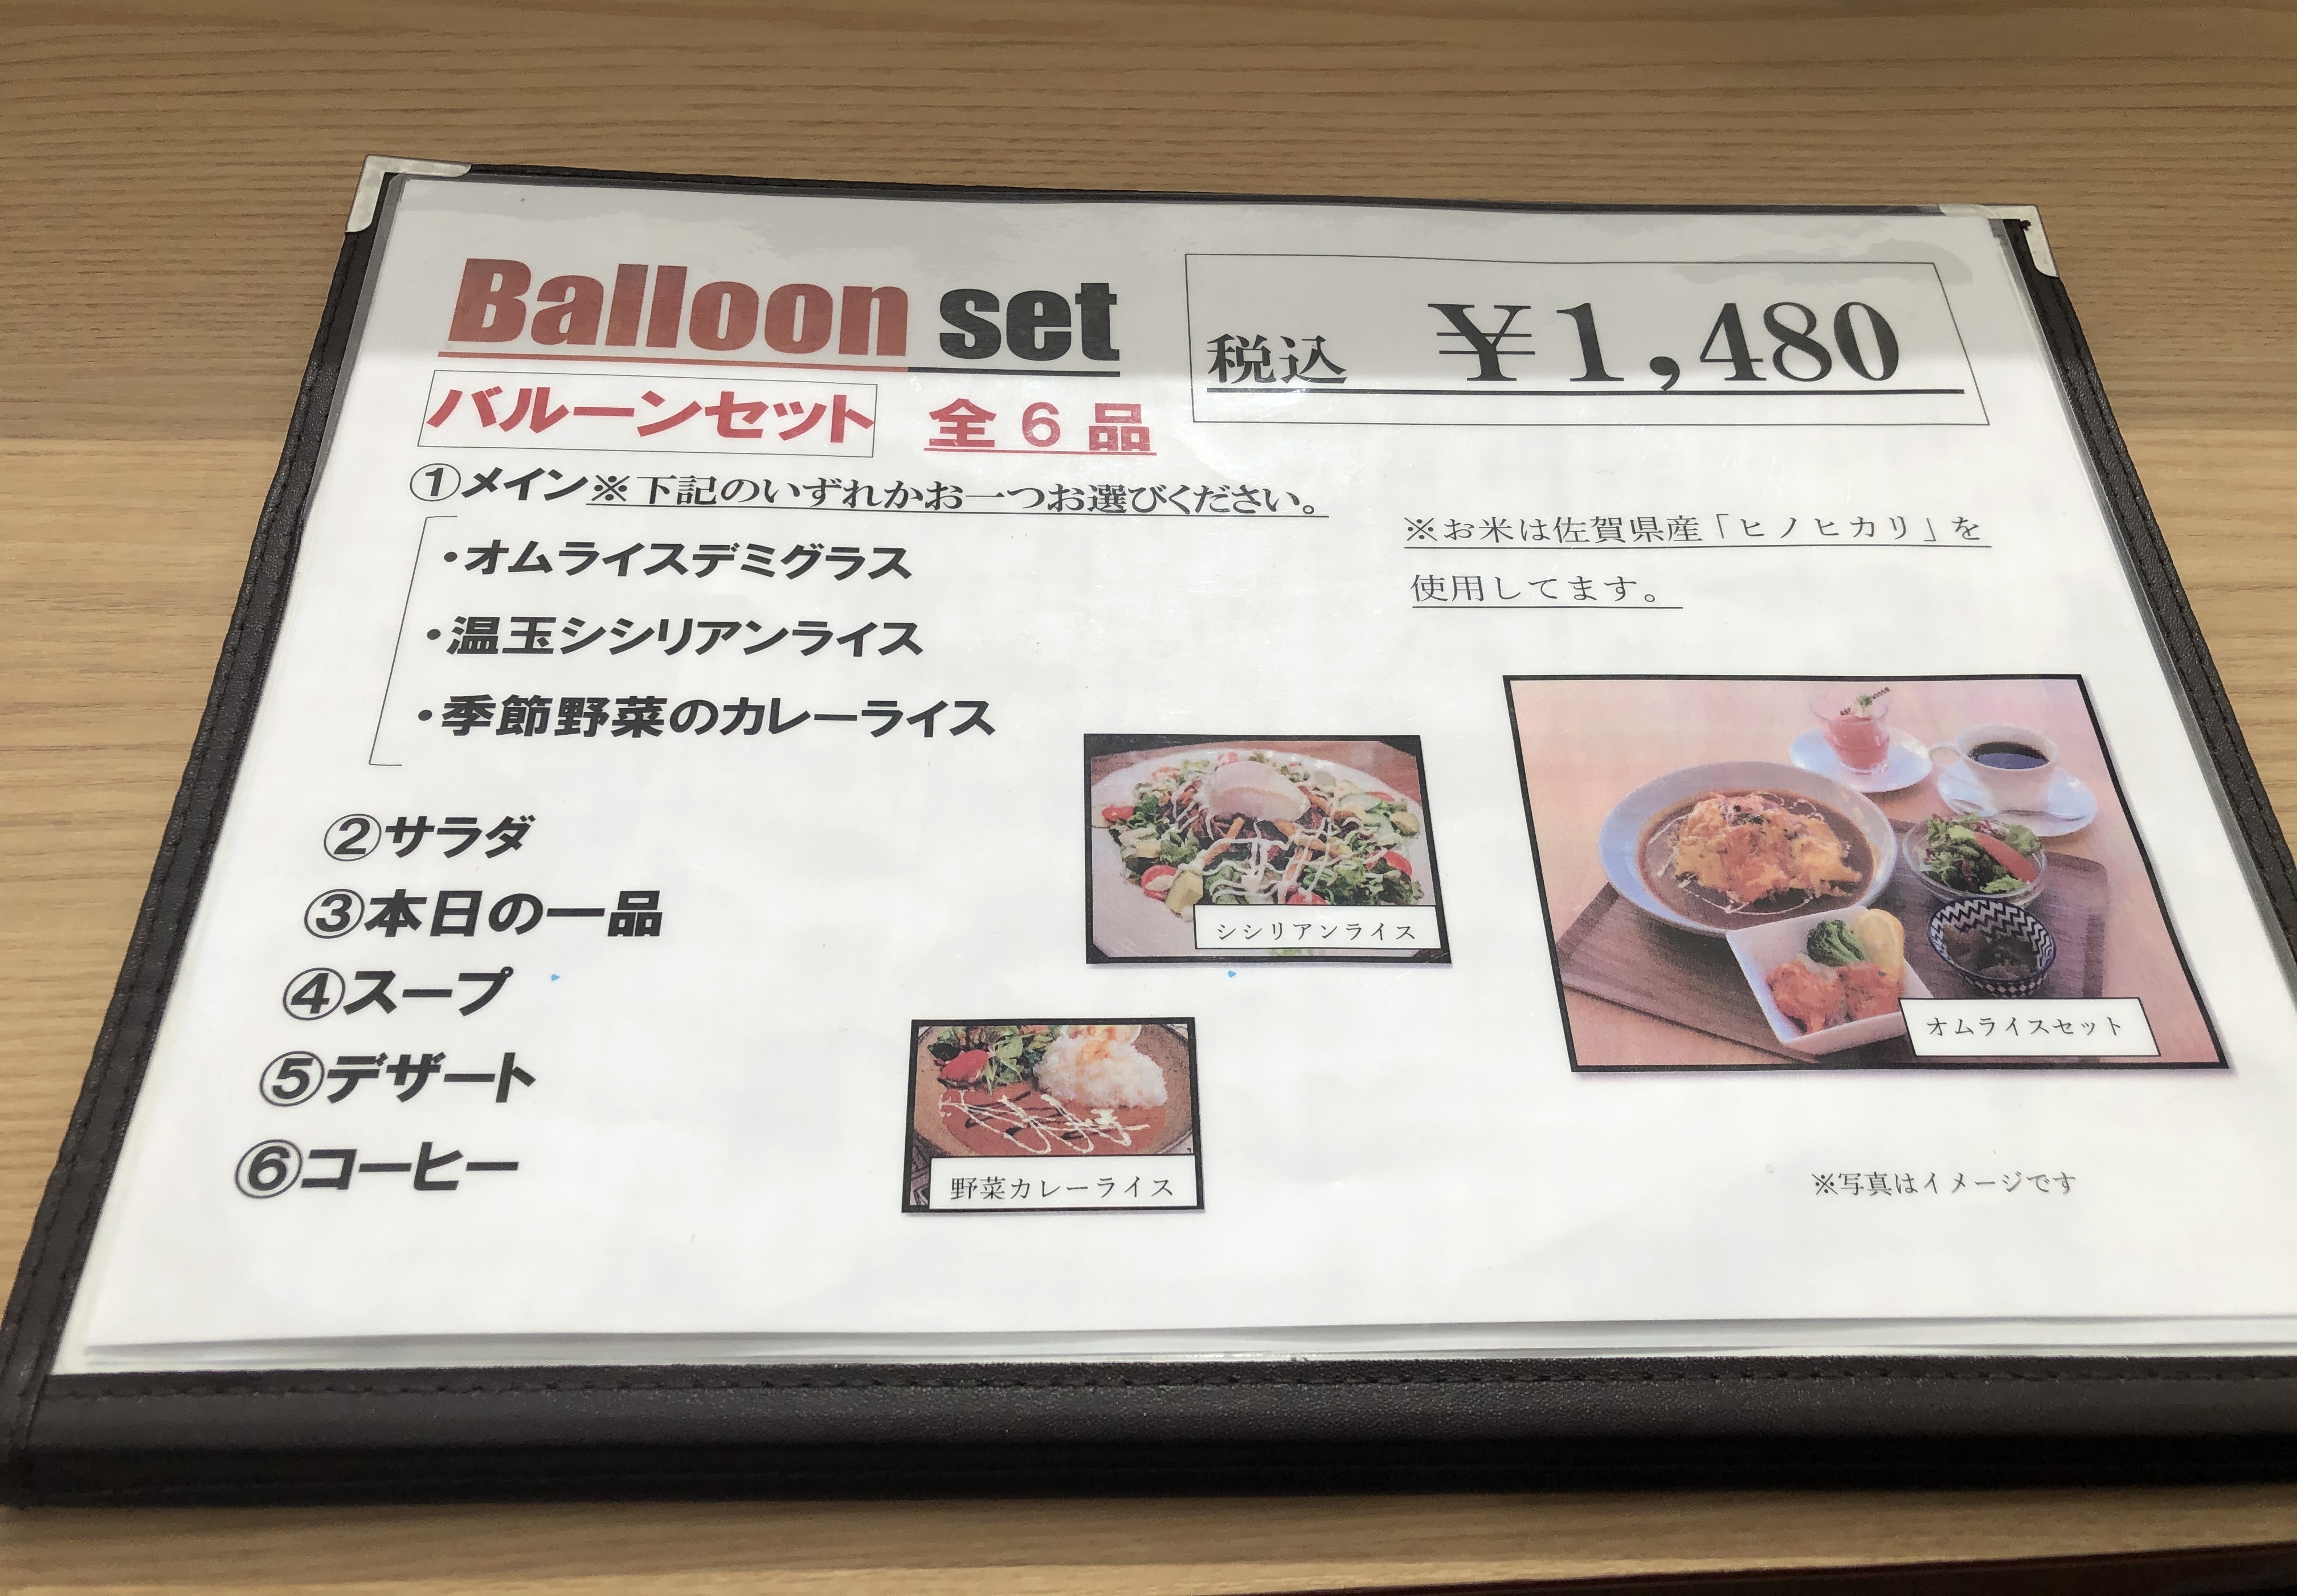 Balloon set
税込 ￥1,480
バルーンセット 全６品
①メイン※下記のいずれかお一つお選びください。
・オムライスデミグラス
・温玉シシリアンライス
・季節野菜のカレーライス
②サラダ
③本日の一品
④スープ
⑤デザート
⑥コーヒー
※お米は佐賀県産「ヒノヒカリ」を
使用してます。
シシリアンライス
オムライスセット
野菜カレーライス
※写真はイメージです